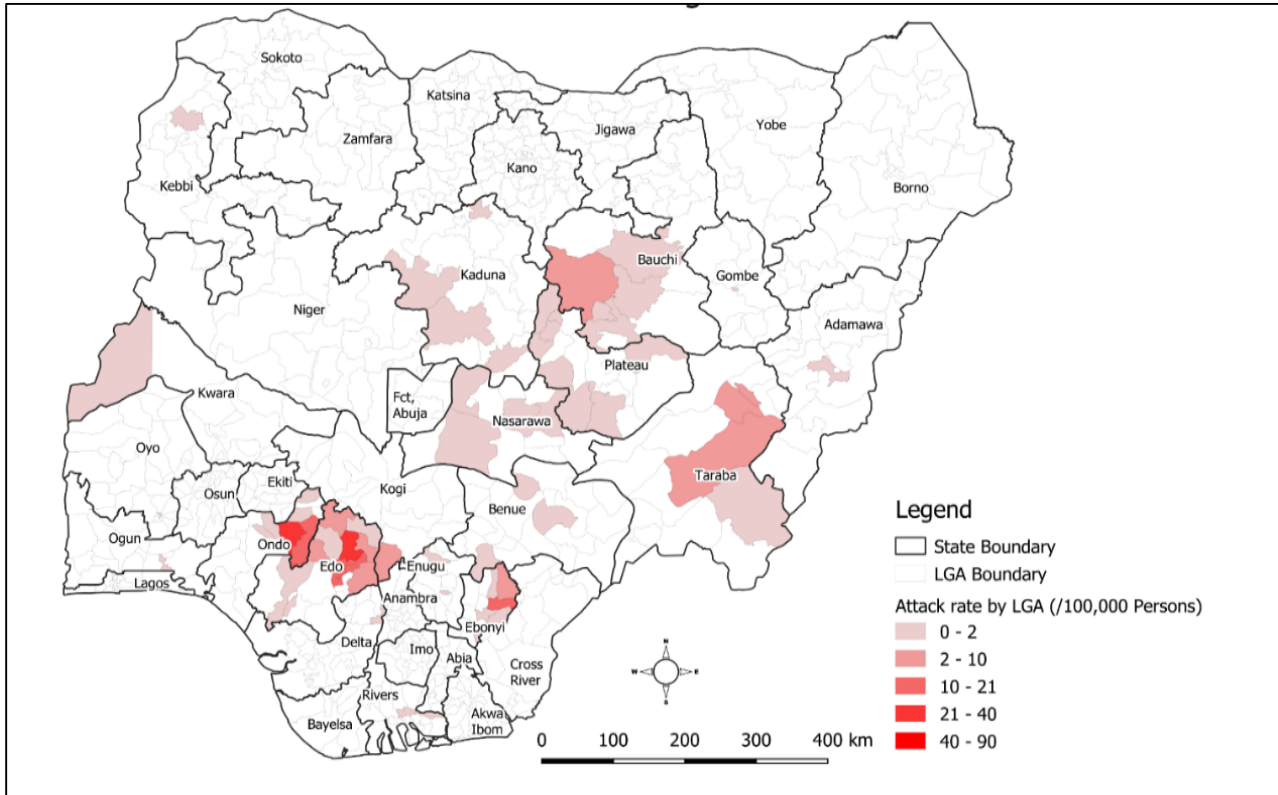 Sokoto
Katsina
Jigawa
Yobe
Zamfara
Kano
Borno
Kebbi
Bauchi
Kaduna
Gombe
Niger
Adamawa
Plateau
Kwara
Fct,
Abuja
Nasarawa
Oyo
Taraba
Ekiti
Kogi
Osun
Benue
Ogun
Ondo
Edo
Enugu
Lagos
Anambra
Ebonyi
Delta
Imo
Abia
Cross
River
Rivers
Bayelsa
Akwa
Ibom
N
W
E
S
0 100 200 300 400 km
Legend
State Boundary
LGA Boundary
Attack rate by LGA (/100,000 Persons)
0 - 2
2 - 10
10 - 21
21 - 40
40 - 90